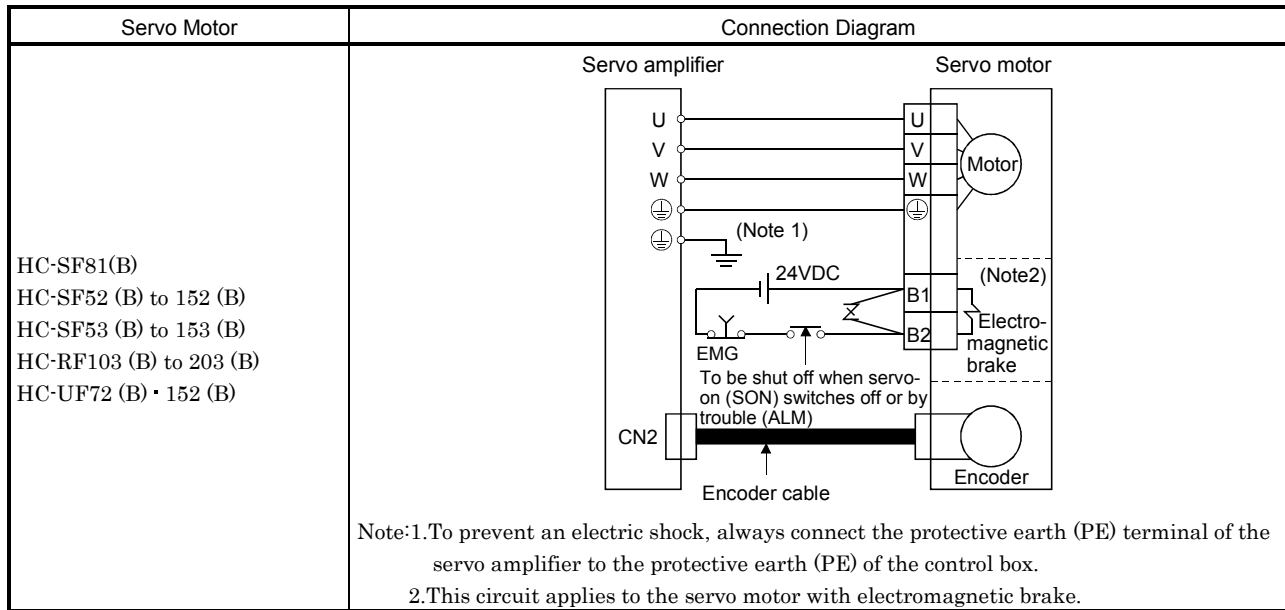 Servo Motor
Connection Diagram
HC-SF81(B)
HC-SF52 (B) to 152 (B)
HC-SF53 (B) to 153 (B)
HC-RF103 (B) to 203 (B)
HC-UF72 (B) ▪ 152 (B)
Servo amplifier
Servo motor
U
U
V
V
W
W
Motor
(Note 1)
24VDC
(Note2)
B1
B2
EMG
Electro-
magnetic
brake
To be shut off when servo-
on (SON) switches off or by
trouble (ALM)
CN2
Encoder
Encoder cable
Note:1.To prevent an electric shock, always connect the protective earth (PE) terminal of the
servo amplifier to the protective earth (PE) of the control box.
2.This circuit applies to the servo motor with electromagnetic brake.